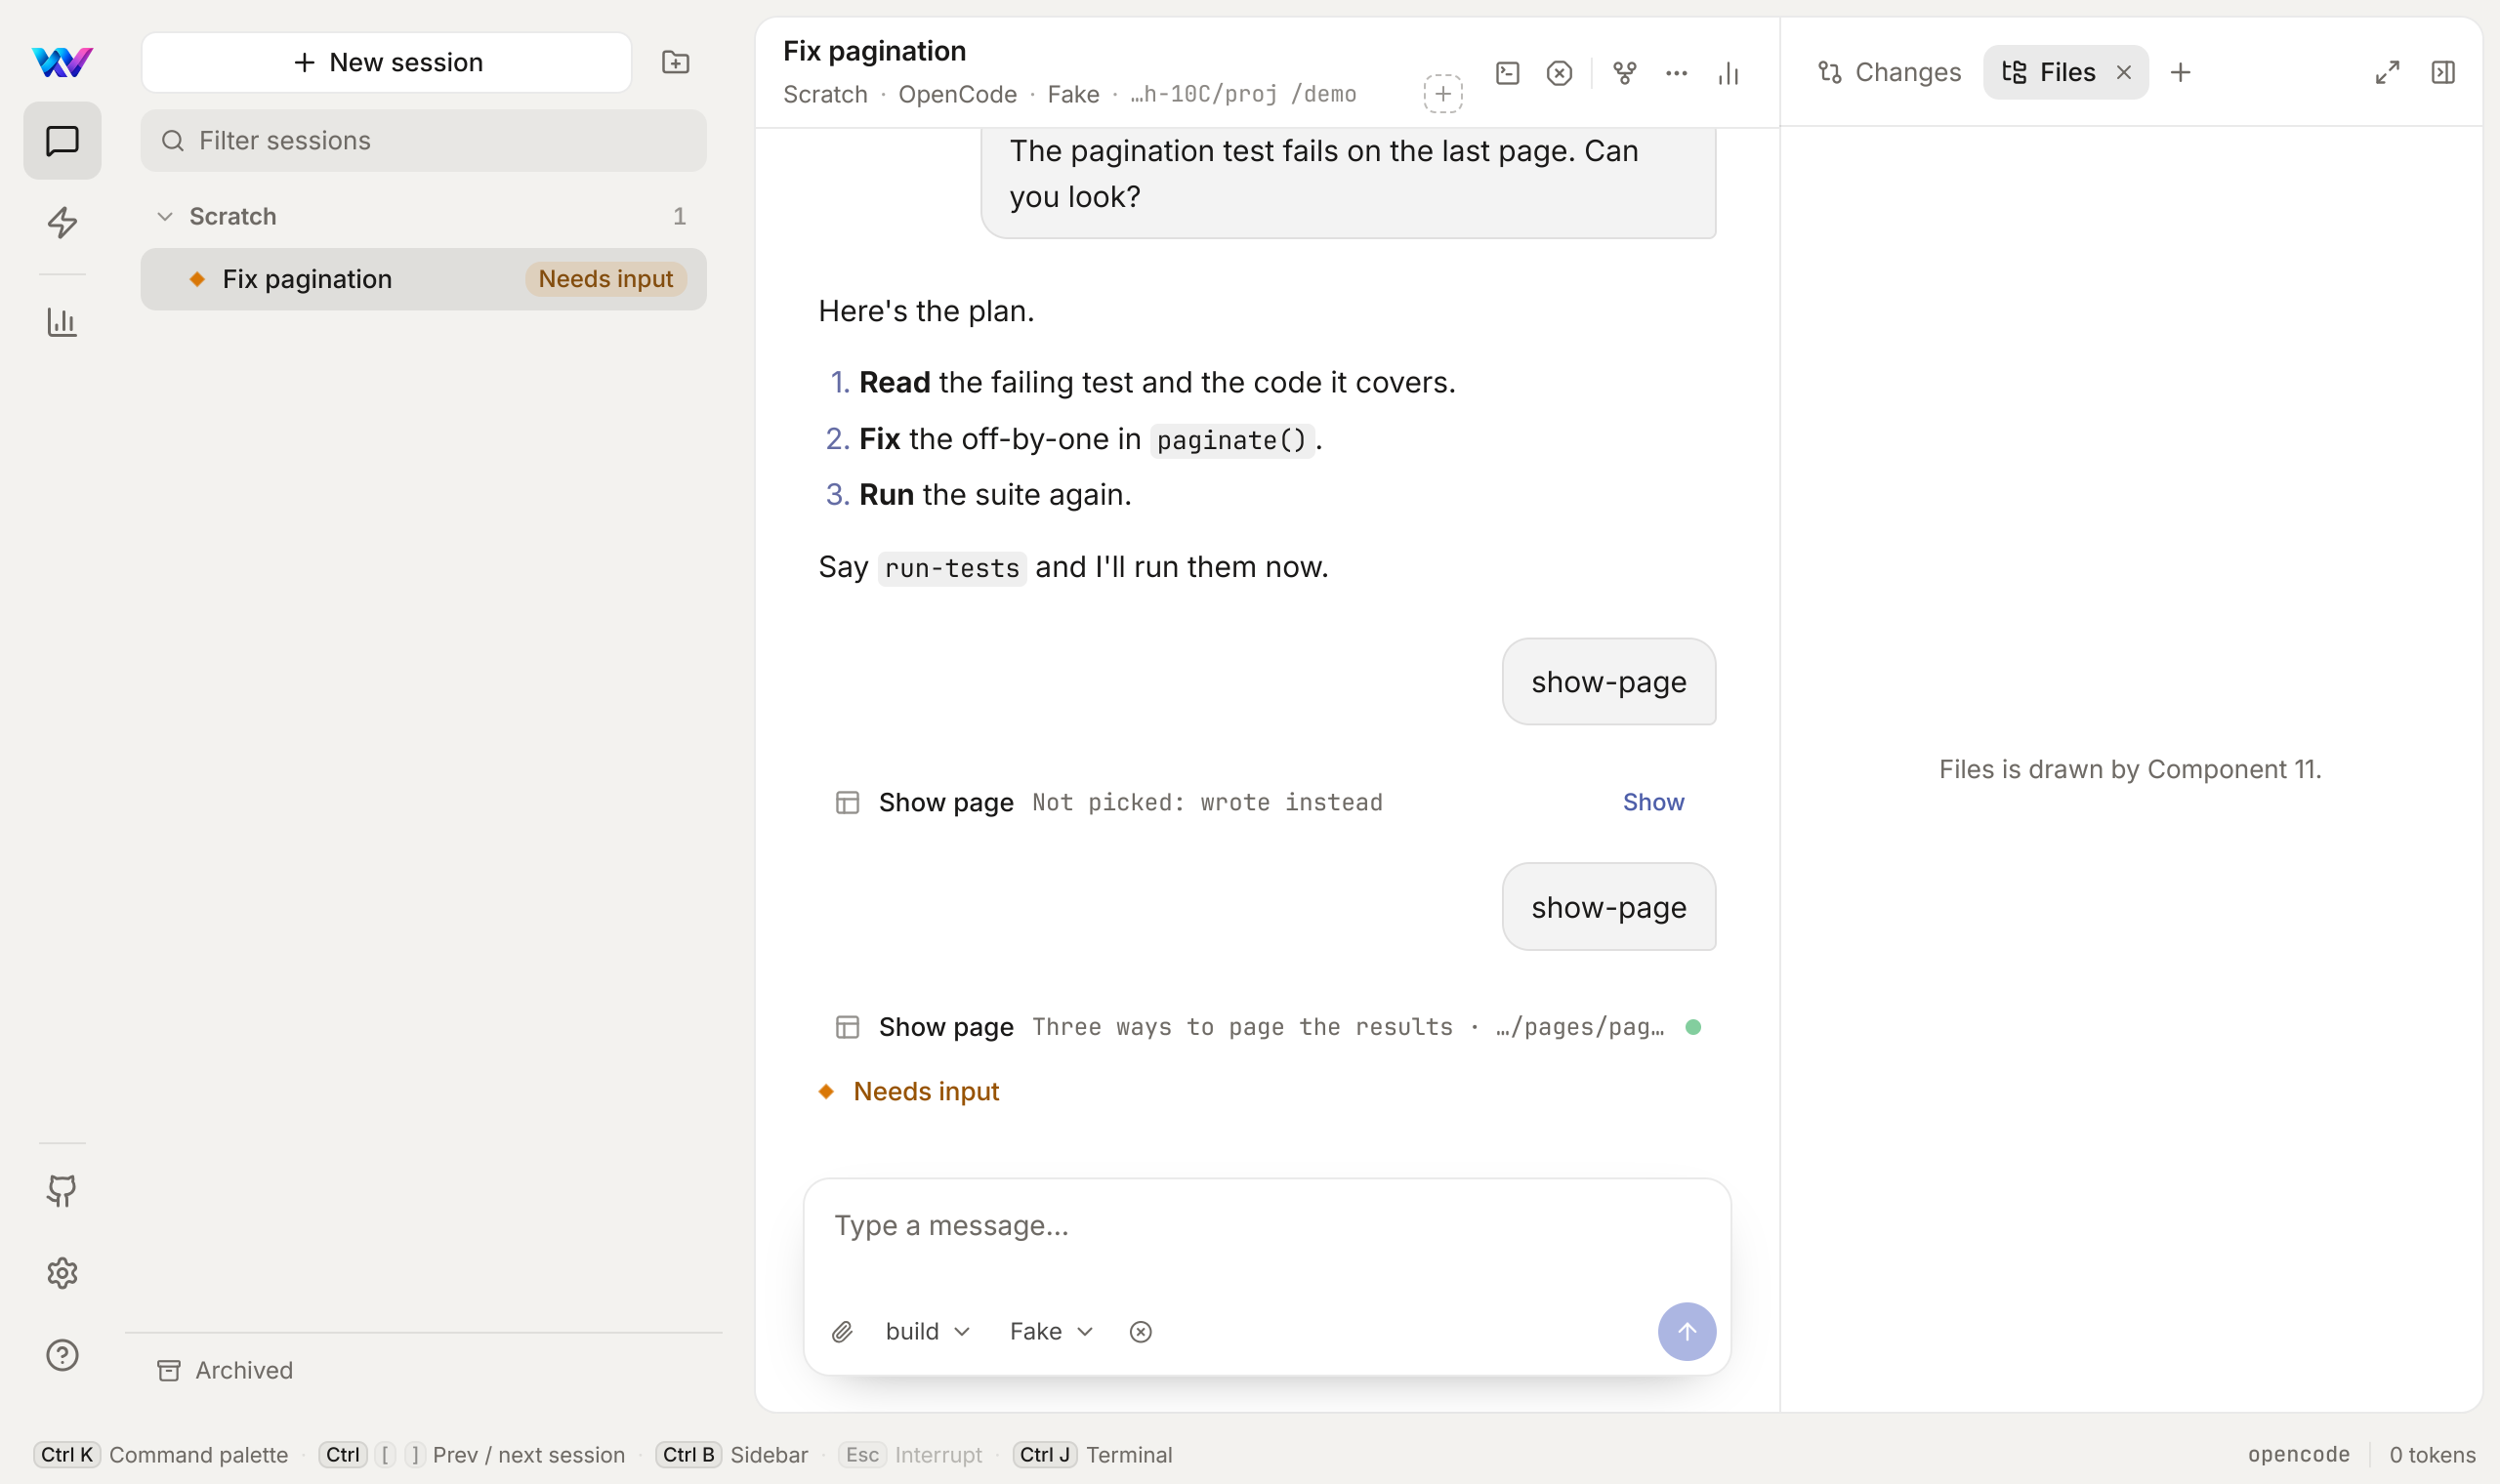 New session
Filter sessions
Scratch 1
Fix pagination Needs input
Archived
Fix pagination
Scratch · OpenCode · Fake · …h-10C/proj /demo
The pagination test fails on the last page. Can
you look?
Here's the plan.
1. Read the failing test and the code it covers.
2. Fix the off-by-one in paginate().
3. Run the suite again.
Say run-tests and I'll run them now.
show-page
Show page Not picked: wrote instead Show
show-page
Show page Three ways to page the results · …/pages/pag…
Needs input
Type a message...
build Fake
Changes Files
Files is drawn by Component 11.
Ctrl K Command palette · Ctrl [ ] Prev / next session · Ctrl B Sidebar · Esc Interrupt · Ctrl J Terminal
opencode 0 tokens